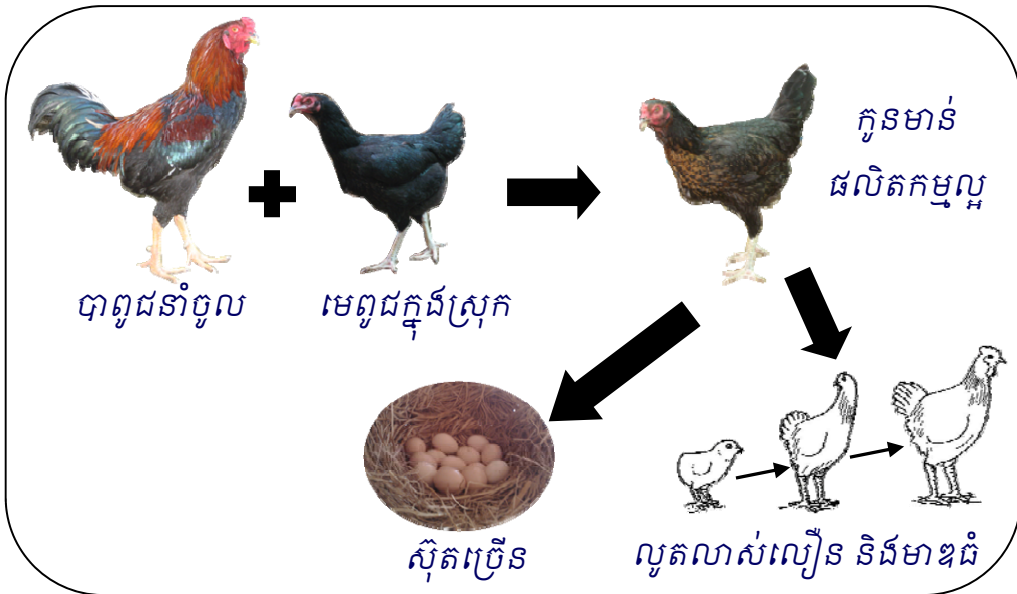 កូនមាន់
ផលិតកម្មល្អ
បាពូជនាំចូល
មេពូជក្នុងស្រុក
ស៊ុតច្រើន
លូតលាស់លឿន និងមាឌធំ